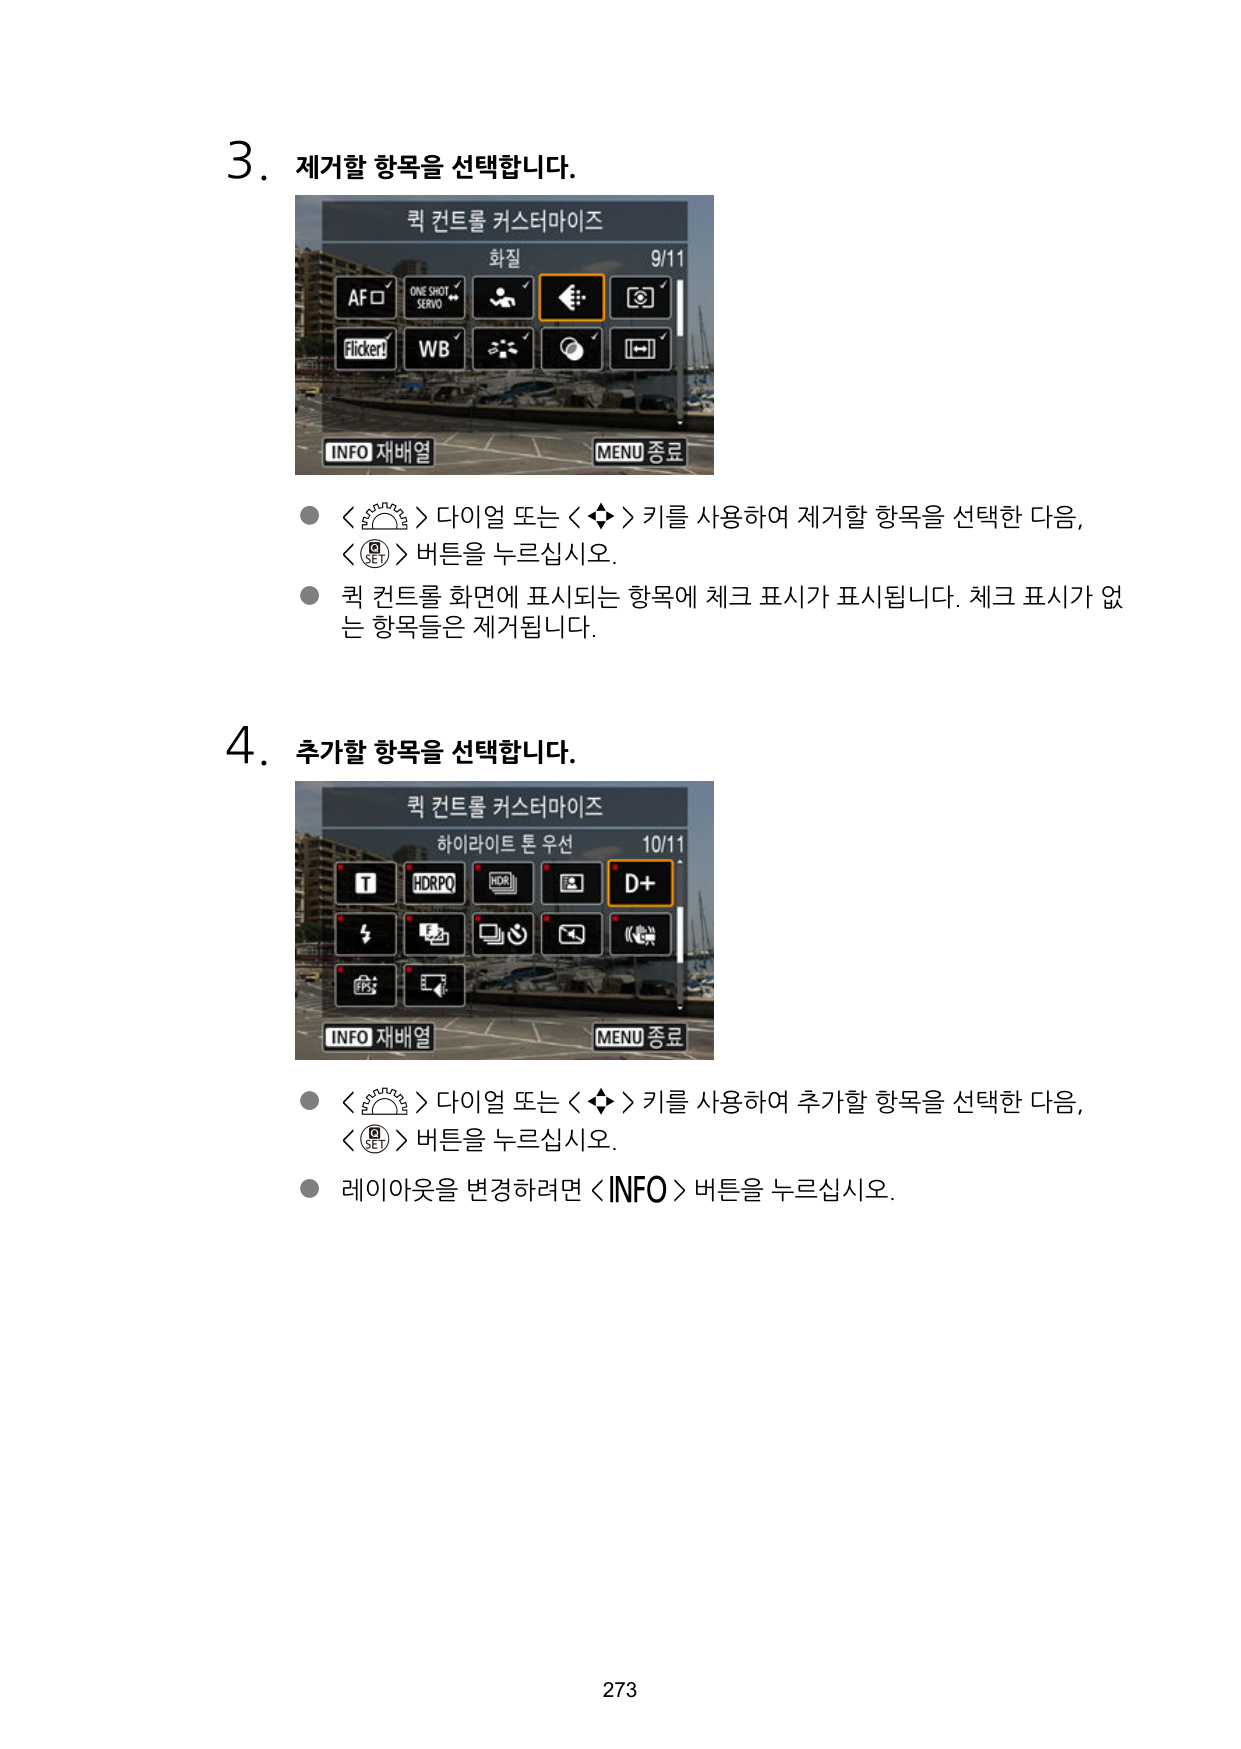 3. 제거할 항목을 선택합니다.
퀵 컨트롤 커스터마이즈
화질 9/11
AF ONE SHOT SERVO
Flicker! WB
INFO 재배열 MENU 종료
● < > 다이얼 또는 < > 키를 사용하여 제거할 항목을 선택한 다음,
< Q SET > 버튼을 누르십시오.
● 퀵 컨트롤 화면에 표시되는 항목에 체크 표시가 표시됩니다. 체크 표시가 없
는 항목들은 제거됩니다.
4. 추가할 항목을 선택합니다.
퀵 컨트롤 커스터마이즈
하이라이트 톤 우선 10/11
T HDRPQ HDR D+
F
FPS
INFO 재배열 MENU 종료
● < > 다이얼 또는 < > 키를 사용하여 추가할 항목을 선택한 다음,
< Q SET > 버튼을 누르십시오.
● 레이아웃을 변경하려면 < INFO > 버튼을 누르십시오.
273